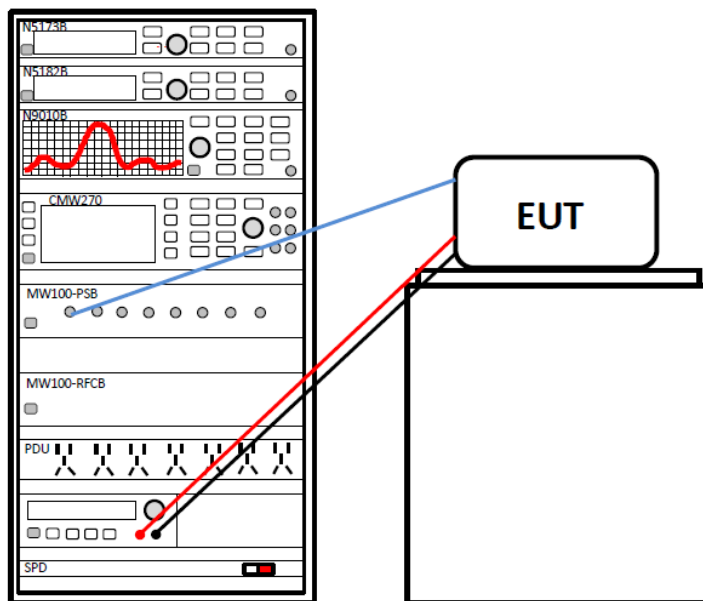 N5173B
N5182B
N9010B
CMW270
EUT
MW100-PSB
MW100-RFCB
PDU
SPD